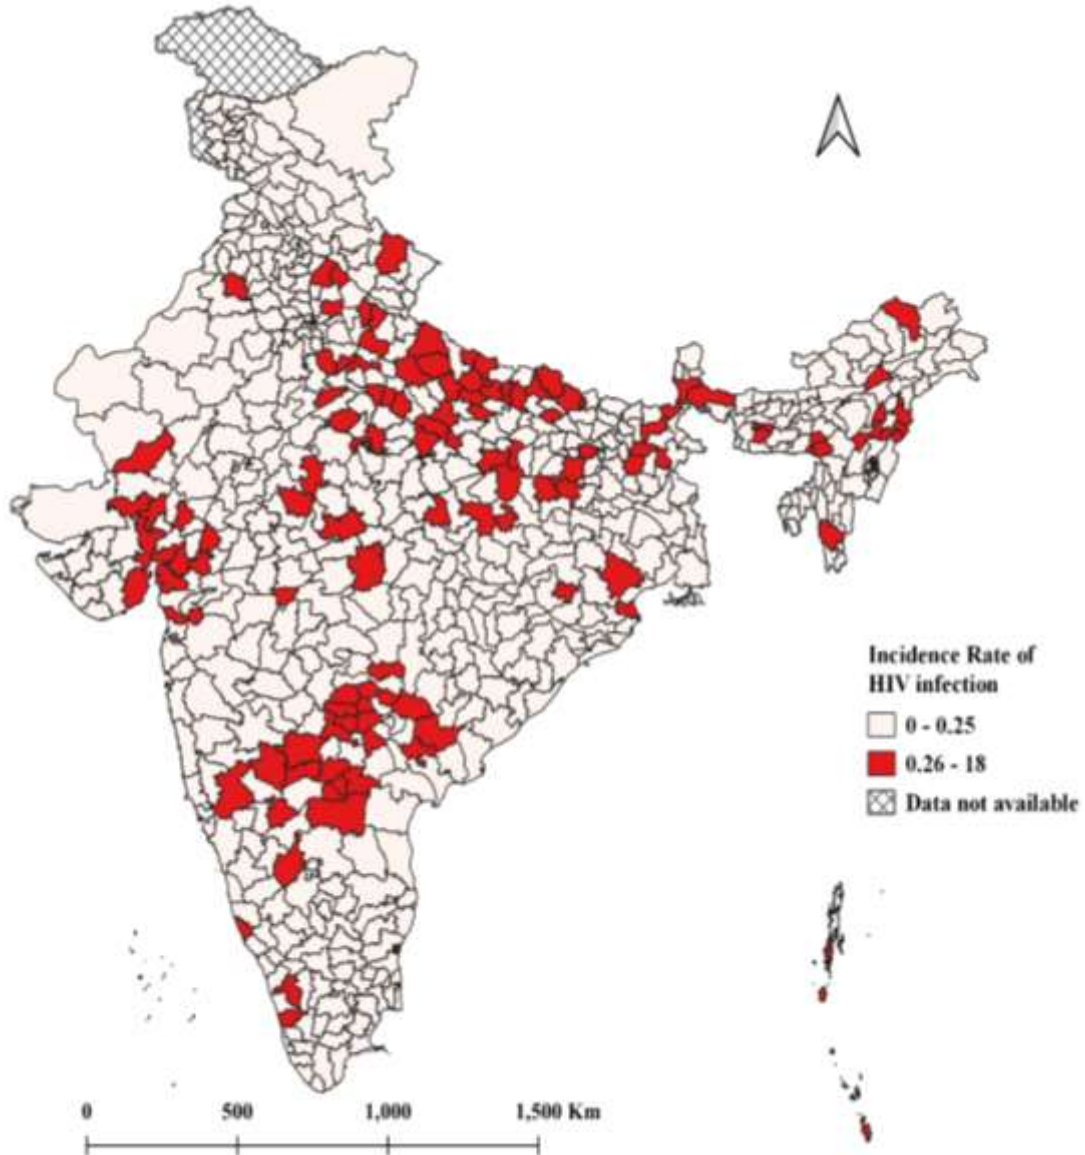 Incidence Rate of
HIV infection
0 - 0.25
0.26 - 18
Data not available
0 500 1,000 1,500 Km